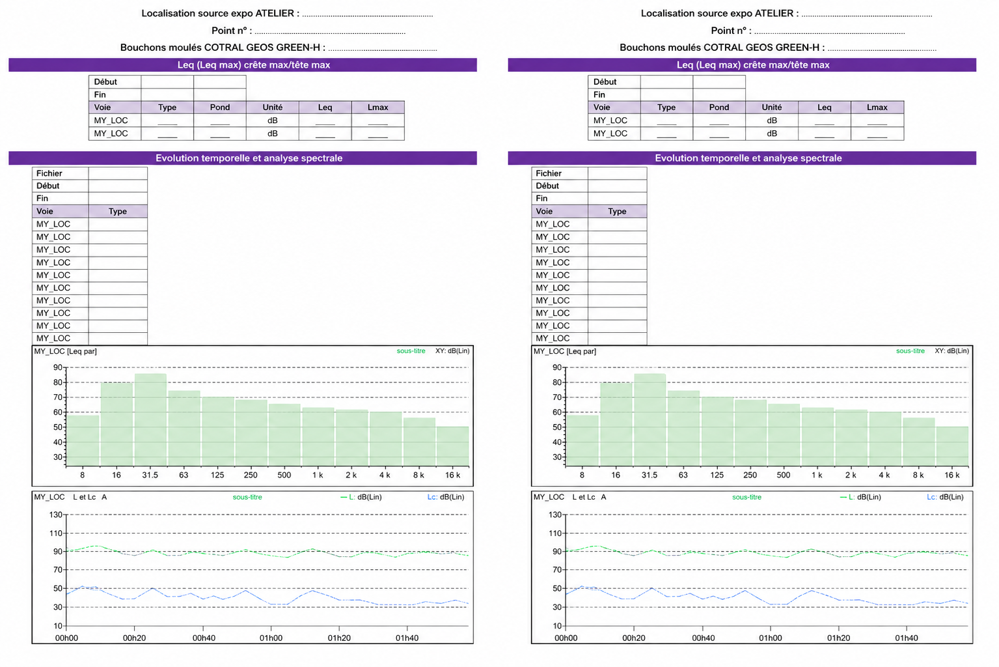 Localisation source expo ATELIER : ........................................................................
Point nº : ...................................................................................
Bouchons moulés COTRAL GEOS GREEN-H : ............................................................
Leq (Leq max) crête max/tête max
Début
Fin
Voie Type Pond Unité Leq Lmax
MY_LOC ____ ____ dB ____ ____
MY_LOC ____ ____ dB ____ ____
Evolution temporelle et analyse spectrale
Fichier
Début
Fin
Voie Type
MY_LOC
MY_LOC
MY_LOC
MY_LOC
MY_LOC
MY_LOC
MY_LOC
MY_LOC
MY_LOC
MY_LOC
MY_LOC [Leq par] sous-titre XY: dB(Lin)
90
80
70
60
50
40
30
8 16 31.5 63 125 250 500 1 k 2 k 4 k 8 k 16 k
MY_LOC L et Lc A sous-titre L: dB(Lin) Lc: dB(Lin)
130
110
90
70
50
30
10
00h00 00h20 00h40 01h00 01h20 01h40
Localisation source expo ATELIER : ........................................................................
Point nº : ...................................................................................
Bouchons moulés COTRAL GEOS GREEN-H : ............................................................
Leq (Leq max) crête max/tête max
Début
Fin
Voie Type Pond Unité Leq Lmax
MY_LOC ____ ____ dB ____ ____
MY_LOC ____ ____ dB ____ ____
Evolution temporelle et analyse spectrale
Fichier
Début
Fin
Voie Type
MY_LOC
MY_LOC
MY_LOC
MY_LOC
MY_LOC
MY_LOC
MY_LOC
MY_LOC
MY_LOC
MY_LOC
MY_LOC [Leq par] sous-titre XY: dB(Lin)
90
80
70
60
50
40
30
8 16 31.5 63 125 250 500 1 k 2 k 4 k 8 k 16 k
MY_LOC L et Lc A sous-titre L: dB(Lin) Lc: dB(Lin)
130
110
90
70
50
30
10
00h00 00h20 00h40 01h00 01h20 01h40